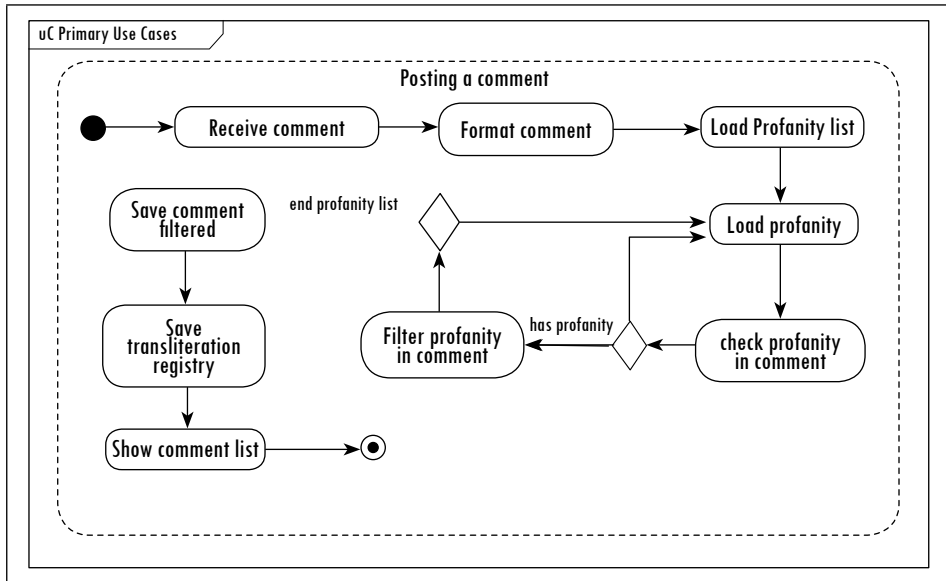 uC Primary Use Cases
Posting a comment
Receive comment
Format comment
Load Profanity list
Save comment
filtered
end profanity list
Load profanity
Save
transliteration
registry
Filter profanity
in comment
has profanity
check profanity
in comment
Show comment list